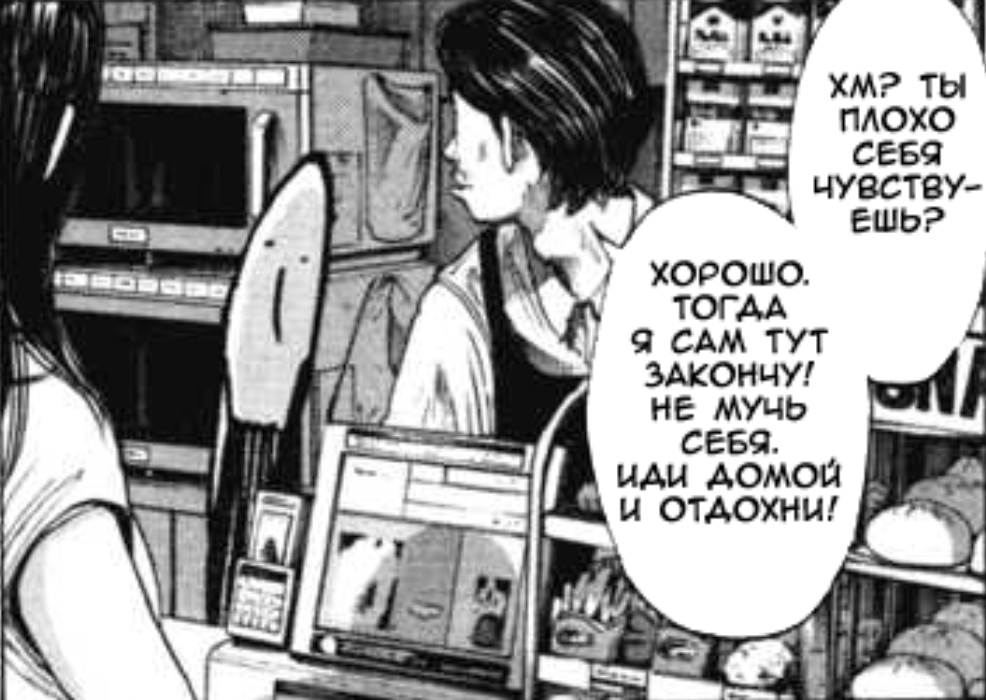 ХМ? ТЫ
ПЛОХО
СЕБЯ
ЧУВСТВУ-
ЕШЬ?
ХОРОШО.
ТОГДА
Я САМ ТУТ
ЗАКОНЧУ!
НЕ МУЧЬ
СЕБЯ.
ИДИ ДОМОЙ
И ОТДОХНИ!